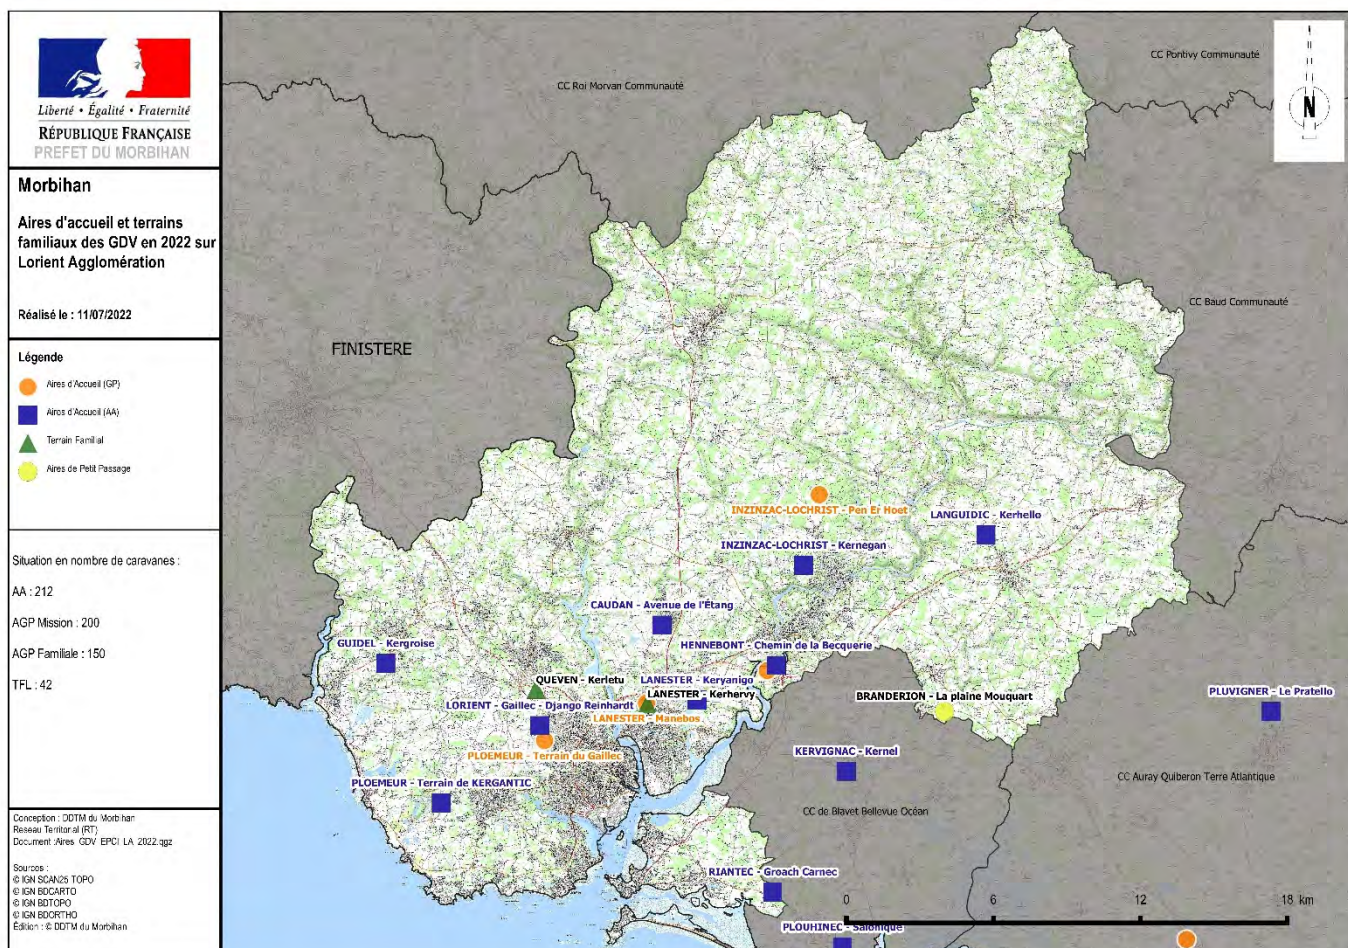 Liberté • Égalité • Fraternité
RÉPUBLIQUE FRANÇAISE
PREFET DU MORBIHAN
Morbihan
Aires d'accueil et terrains
familiaux des GDV en 2022 sur
Lorient Agglomération
Réalisé le : 11/07/2022
Légende
Aires d'Accueil (GP)
Aires d'Accueil (AA)
Terrain Familial
Aires de Petit Passage
Situation en nombre de caravanes :
AA : 212
AGP Mission : 200
AGP Familiale : 150
TFL : 42
Conception : DDTM du Morbihan
Reseau Territorial (RT)
Document :Aires_GDV_EPCI_LA_2022.qgz
Sources :
© IGN SCAN25 TOPO
© IGN BDCARTO
© IGN BDTOPO
© IGN BDORTHO
Édition : © DDTM du Morbihan
CC Pontivy Communauté
CC Roi Morvan Communauté
N
CC Baud Communauté
FINISTERE
INZINZAC-LOCHRIST - Pen Er Hoet
LANGUIDIC - Kerhello
INZINZAC-LOCHRIST - Kernegan
CAUDAN - Avenue de l'Étang
GUIDEL - Kergroise
HENNEBONT - Chemin de la Becquerie
QUEVEN - Kerletu
LANESTER - Keryanigo
LANESTER - Kerhervy
BRANDERION - La plaine Mouquart
PLUVIGNER - Le Pratello
LORIENT - Gaillec - Django Reinhardt
LANESTER - Manebos
PLOEMEUR - Terrain du Gaillec
KERVIGNAC - Kernel
CC Auray Quiberon Terre Atlantique
PLOEMEUR - Terrain de KERGANTIC
CC de Blavet Bellevue Océan
RIANTEC - Groach Carnec
0 6 12 18 km
PLOUHINEC - Salonique